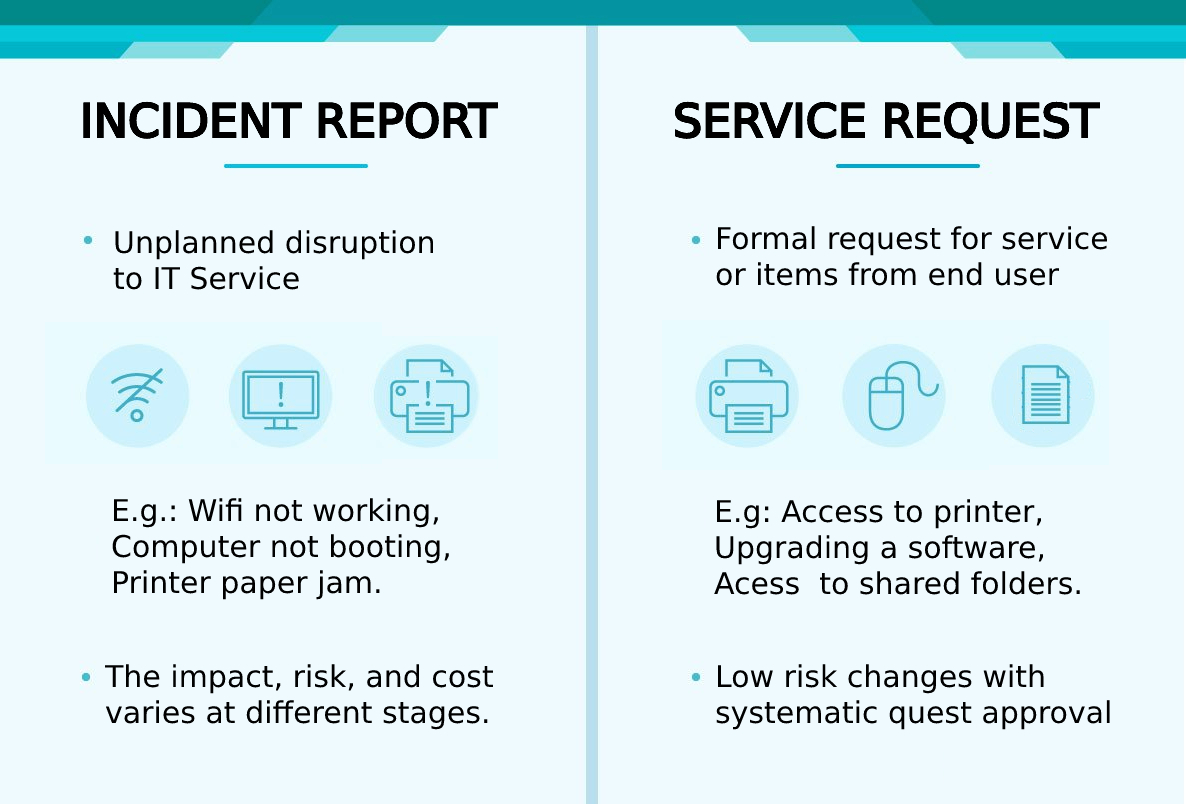 INCIDENT REPORT
• Unplanned disruption
to IT Service
E.g.: Wifi not working,
Computer not booting,
Printer paper jam.
• The impact, risk, and cost
varies at different stages.
SERVICE REQUEST
• Formal request for service
or items from end user
E.g: Access to printer,
Upgrading a software,
Acess  to shared folders.
• Low risk changes with
systematic quest approval